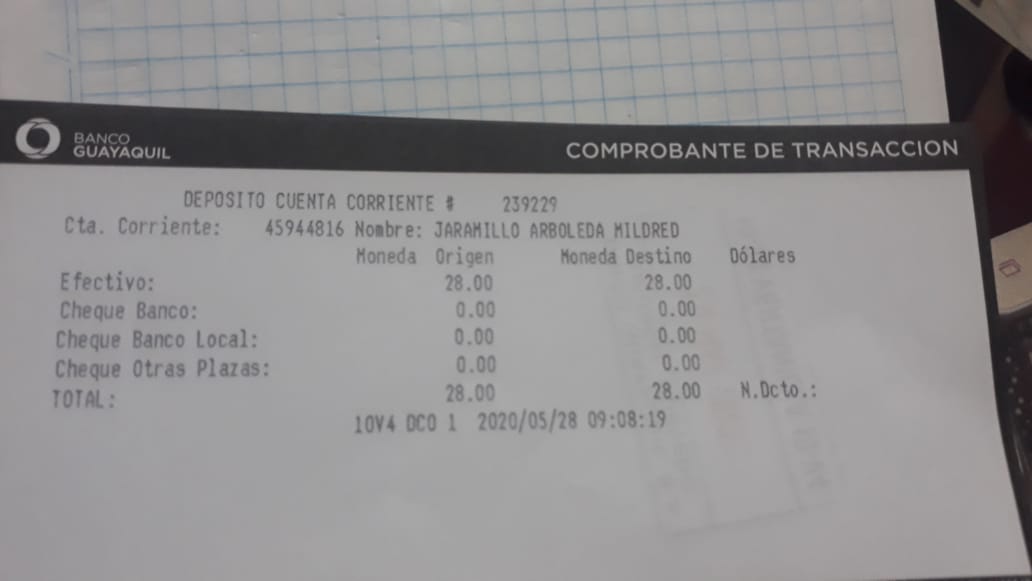 BANCO
GUAYAQUIL
COMPROBANTE DE TRANSACCION
DEPOSITO CUENTA CORRIENTE # 239229
Cta. Corriente: 45944816 Nombre: JARAMILLO ARBOLEDA MILDRED
Moneda Origen Moneda Destino Dólares
Efectivo: 28.00 28.00
Cheque Banco: 0.00 0.00
Cheque Banco Local: 0.00 0.00
Cheque Otras Plazas: 0.00 0.00
TOTAL: 28.00 28.00 N.Dcto.:
10V4 DCO 1 2020/05/28 09:08:19